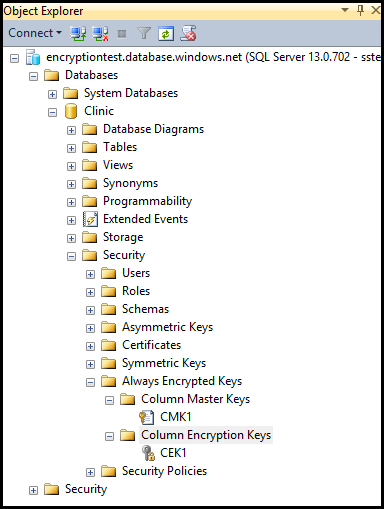 Object Explorer
Connect
encryptiontest.database.windows.net (SQL Server 13.0.702 - sste
Databases
System Databases
Clinic
Database Diagrams
Tables
Views
Synonyms
Programmability
Extended Events
Storage
Security
Users
Roles
Schemas
Asymmetric Keys
Certificates
Symmetric Keys
Always Encrypted Keys
Column Master Keys
CMK1
Column Encryption Keys
CEK1
Security Policies
Security